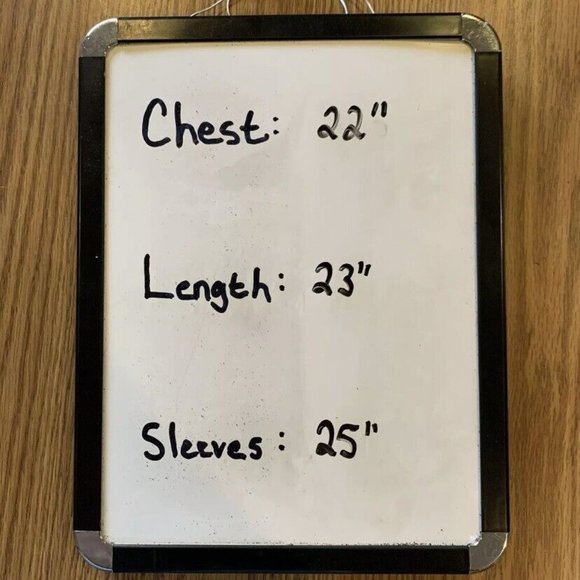 Chest: 22"
Length: 23"
Sleeves: 25"